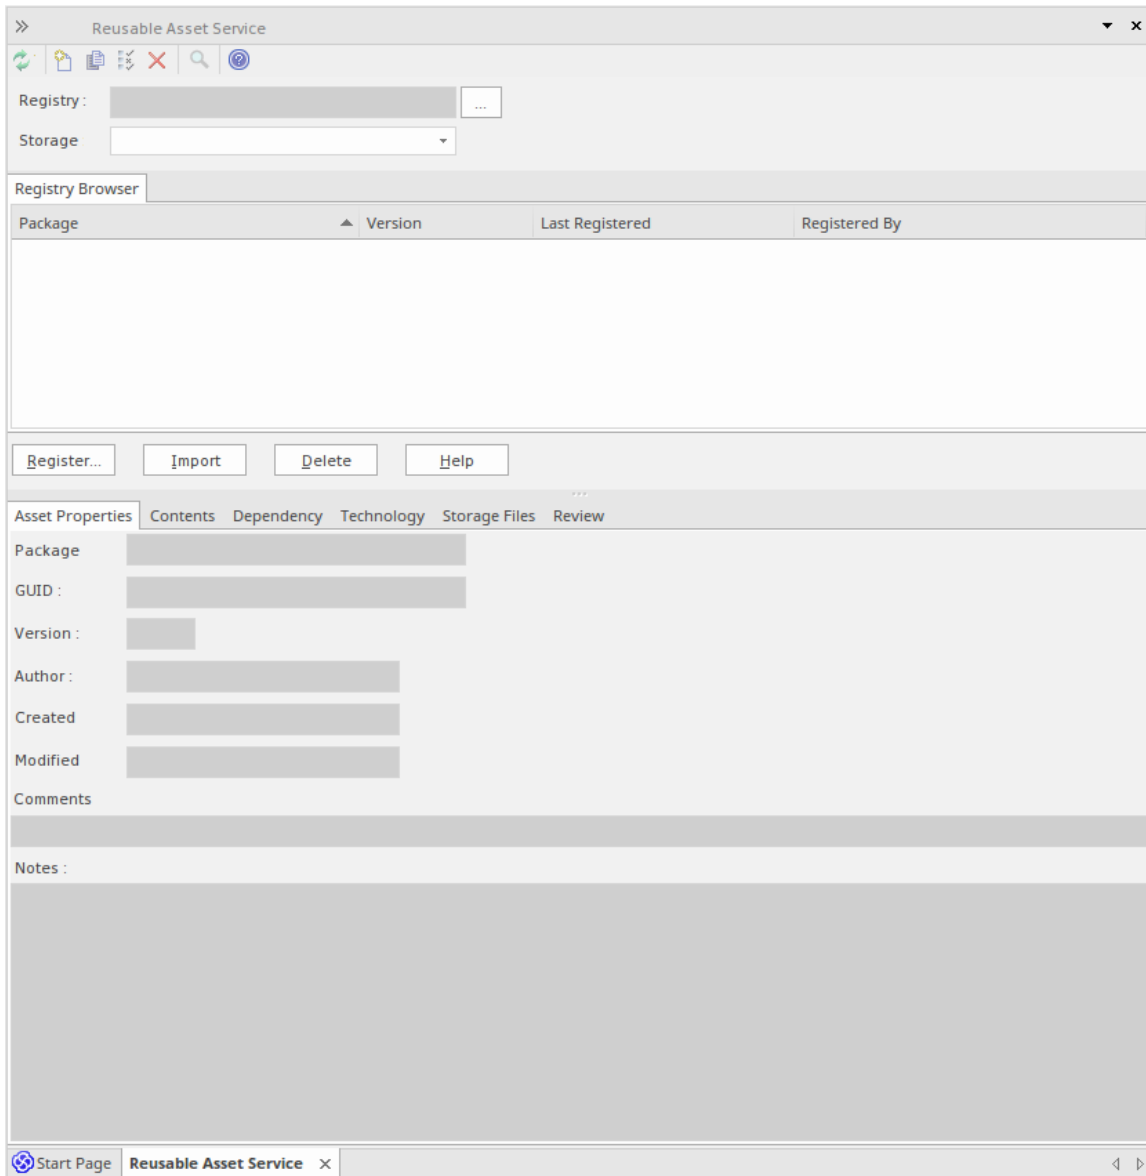 Reusable Asset Service
Registry :
...
Storage
Registry Browser
Package Version Last Registered Registered By
Register... Import Delete Help
Asset Properties Contents Dependency Technology Storage Files Review
Package
GUID :
Version :
Author :
Created
Modified
Comments
Notes :
Start Page Reusable Asset Service